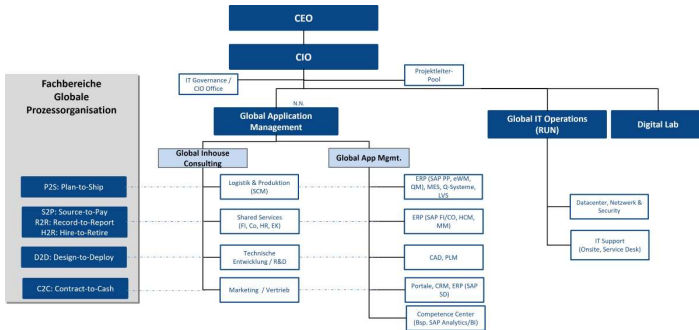 CEO
CIO
IT Governance /
CIO Office
Projektleiter-
Pool
Fachbereiche
Globale
Prozessorganisation
N.N.
Global Application
Management
Global IT Operations
(RUN)
Digital Lab
Global Inhouse
Consulting
Global App Mgmt.
P2S: Plan-to-Ship
Logistik & Produktion
(SCM)
ERP (SAP PP, eWM,
QM), MES, Q-Systeme,
LVS
Datacenter, Netzwerk &
Security
S2P: Source-to-Pay
R2R: Record-to-Report
H2R: Hire-to-Retire
Shared Services
(FI, Co, HR, EK)
ERP (SAP FI/CO, HCM,
MM)
IT Support
(Onsite, Service Desk)
D2D: Design-to-Deploy
Technische
Entwicklung / R&D
CAD, PLM
C2C: Contract-to-Cash
Marketing / Vertrieb
Portale, CRM, ERP (SAP
SD)
Competence Center
(Bsp. SAP Analytics/BI)